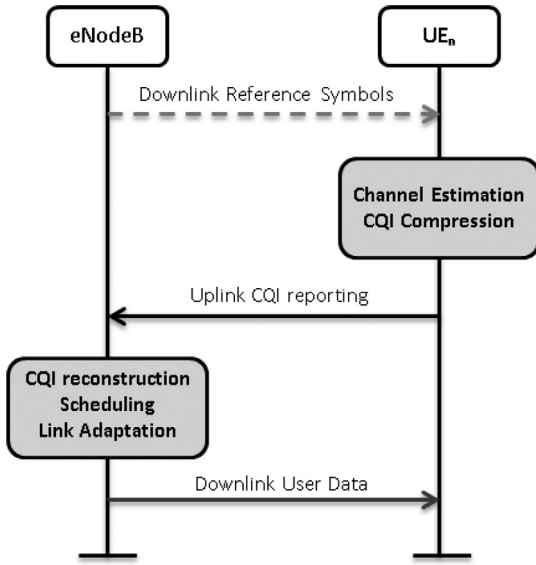 eNodeB
UEn
Downlink Reference Symbols
Channel Estimation
CQI Compression
Uplink CQI reporting
CQI reconstruction
Scheduling
Link Adaptation
Downlink User Data